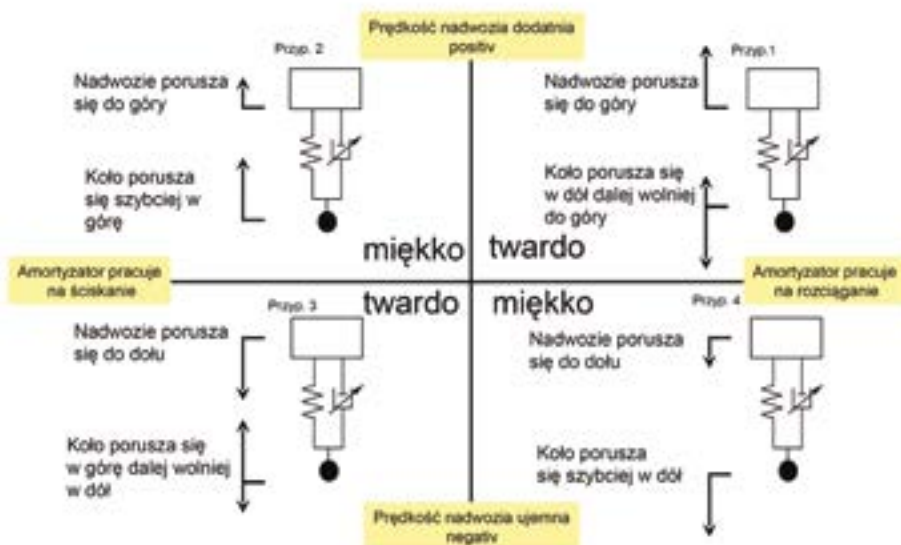 Prędkość nadwozia dodatnia
positiv
Przyp. 2
Nadwozie porusza
się do góry
Koło porusza
się szybciej w
górę
Przyp.1
Nadwozie porusza
się do góry
Koło porusza się
w dół dalej wolniej
do góry
miękko
twardo
Amortyzator pracuje
na ściskanie
Amortyzator pracuje
na rozciąganie
twardo
miękko
Przyp. 3
Nadwozie porusza
się do dołu
Koło porusza się
w górę dalej wolniej
w dół
Przyp. 4
Nadwozie porusza
się do dołu
Koło porusza
się szybciej w dół
Prędkość nadwozia ujemna
negativ